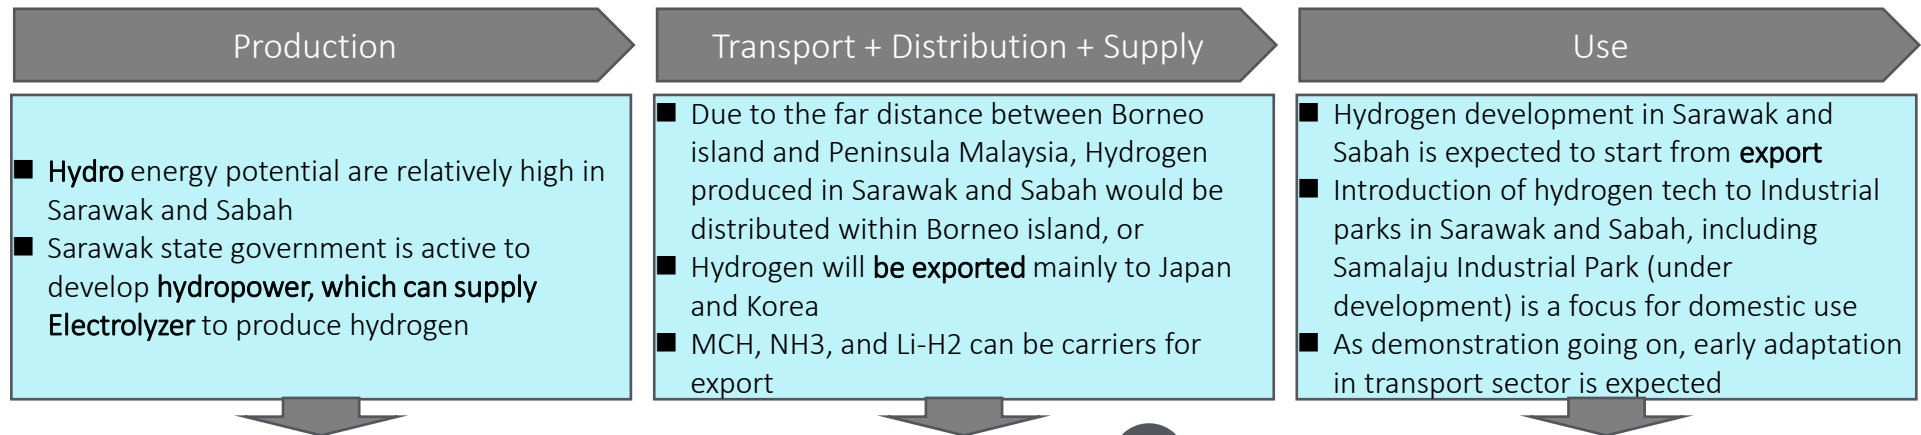 Production
Transport + Distribution + Supply
Use
■ Hydro energy potential are relatively high in
Sarawak and Sabah
■ Sarawak state government is active to
develop hydropower, which can supply
Electrolyzer to produce hydrogen
■ Due to the far distance between Borneo
island and Peninsula Malaysia, Hydrogen
produced in Sarawak and Sabah would be
distributed within Borneo island, or
■ Hydrogen will be exported mainly to Japan
and Korea
■ MCH, NH3, and Li-H2 can be carriers for
export
■ Hydrogen development in Sarawak and
Sabah is expected to start from export
■ Introduction of hydrogen tech to Industrial
parks in Sarawak and Sabah, including
Samalaju Industrial Park (under
development) is a focus for domestic use
■ As demonstration going on, early adaptation
in transport sector is expected